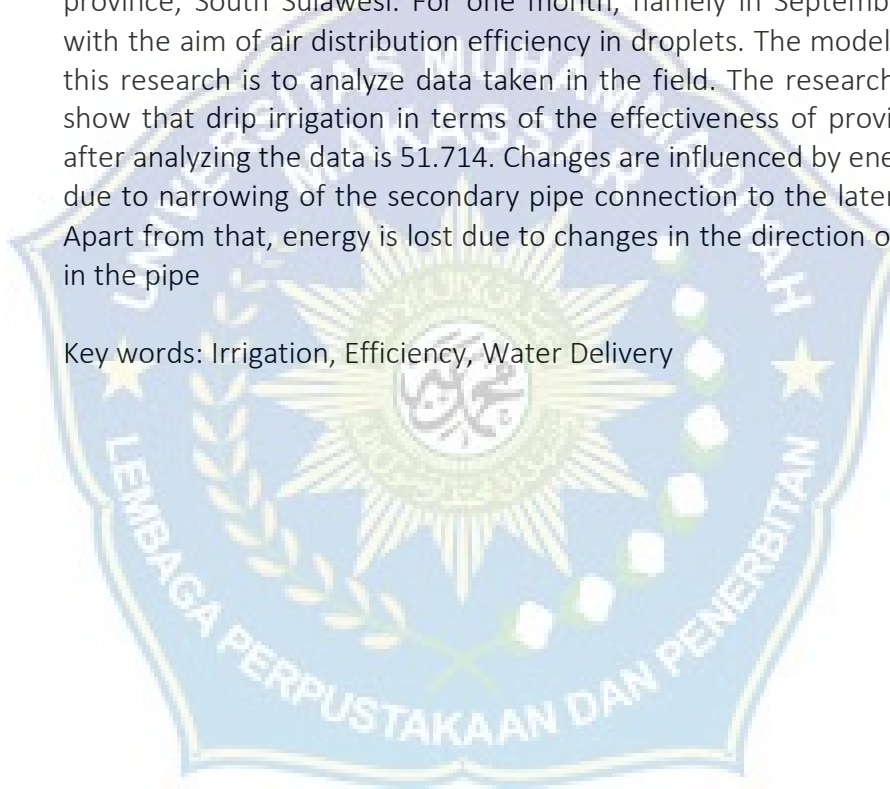 province, South Sulawesi. For one month, namely in Septemb
with the aim of air distribution efficiency in droplets. The model
this research is to analyze data taken in the field. The research
show that drip irrigation in terms of the effectiveness of provi
after analyzing the data is 51.714. Changes are influenced by ene
due to narrowing of the secondary pipe connection to the later
Apart from that, energy is lost due to changes in the direction o
in the pipe
Key words: Irrigation, Efficiency, Water Delivery
UNIVERSITAS MUHAMMADIYAH
MAKASSAR
LEMBAGA PERPUSTAKAAN DAN PENERBITAN